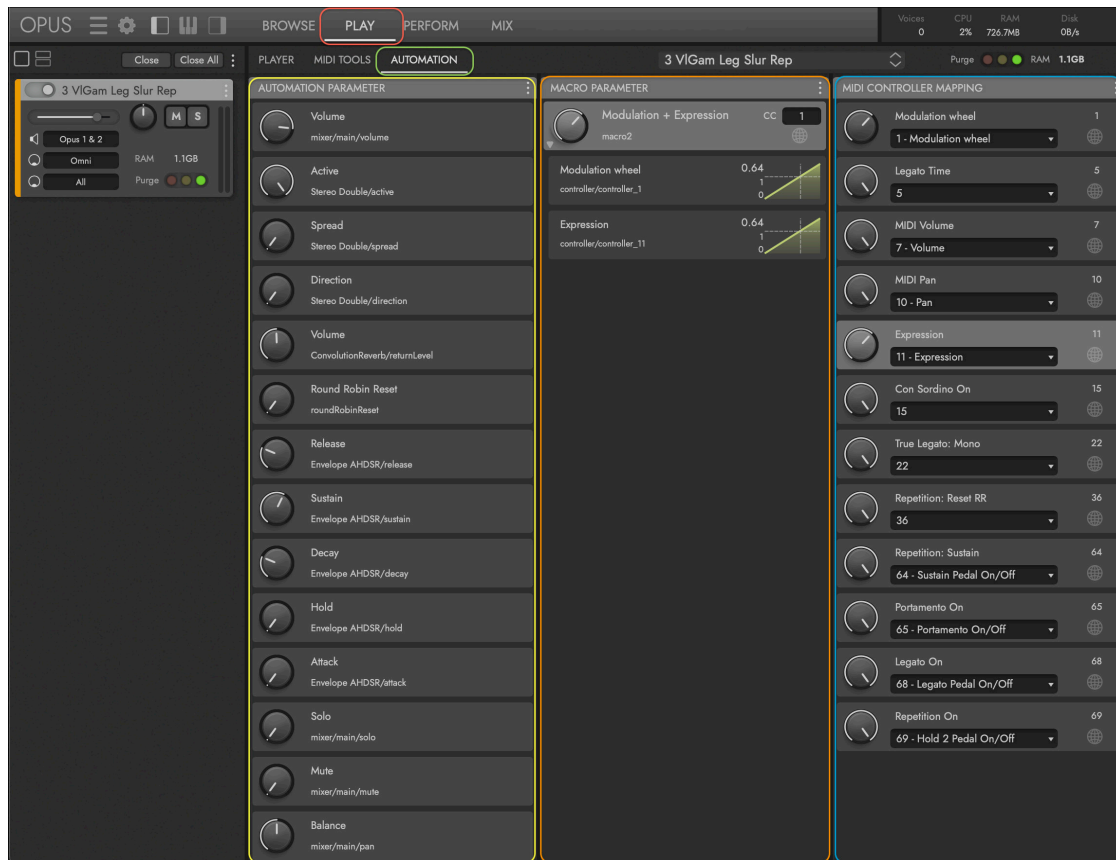 OPUS BROWSE PLAY PERFORM MIX
Voices CPU RAM Disk
0 2% 726.7MB 0B/s
Close Close All
PLAYER MIDI TOOLS AUTOMATION
3 VlGam Leg Slur Rep
Purge RAM 1.1GB
3 VlGam Leg Slur Rep
M S
Opus 1 & 2
Omni RAM 1.1GB
All Purge
AUTOMATION PARAMETER
Volume
mixer/main/volume
Active
Stereo Double/active
Spread
Stereo Double/spread
Direction
Stereo Double/direction
Volume
ConvolutionReverb/returnLevel
Round Robin Reset
roundRobinReset
Release
Envelope AHDSR/release
Sustain
Envelope AHDSR/sustain
Decay
Envelope AHDSR/decay
Hold
Envelope AHDSR/hold
Attack
Envelope AHDSR/attack
Solo
mixer/main/solo
Mute
mixer/main/mute
Balance
mixer/main/pan
MACRO PARAMETER
Modulation + Expression CC 1
macro2
Modulation wheel 0.64
controller/controller_1 1
0
Expression 0.64
controller/controller_11 1
0
MIDI CONTROLLER MAPPING
Modulation wheel 1
1 - Modulation wheel
Legato Time 5
5
MIDI Volume 7
7 - Volume
MIDI Pan 10
10 - Pan
Expression 11
11 - Expression
Con Sordino On 15
15
True Legato: Mono 22
22
Repetition: Reset RR 36
36
Repetition: Sustain 64
64 - Sustain Pedal On/Off
Portamento On 65
65 - Portamento On/Off
Legato On 68
68 - Legato Pedal On/Off
Repetition On 69
69 - Hold 2 Pedal On/Off